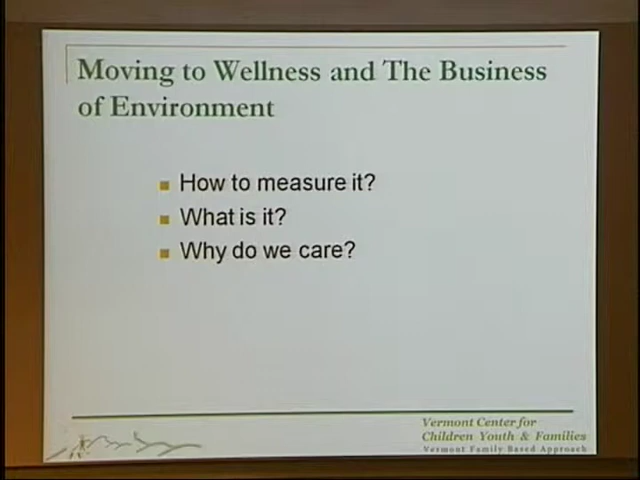 Moving to Wellness and The Business
of Environment
How to measure it?
What is it?
Why do we care?
Vermont Center for
Children Youth & Families
Vermont Family Based Approach